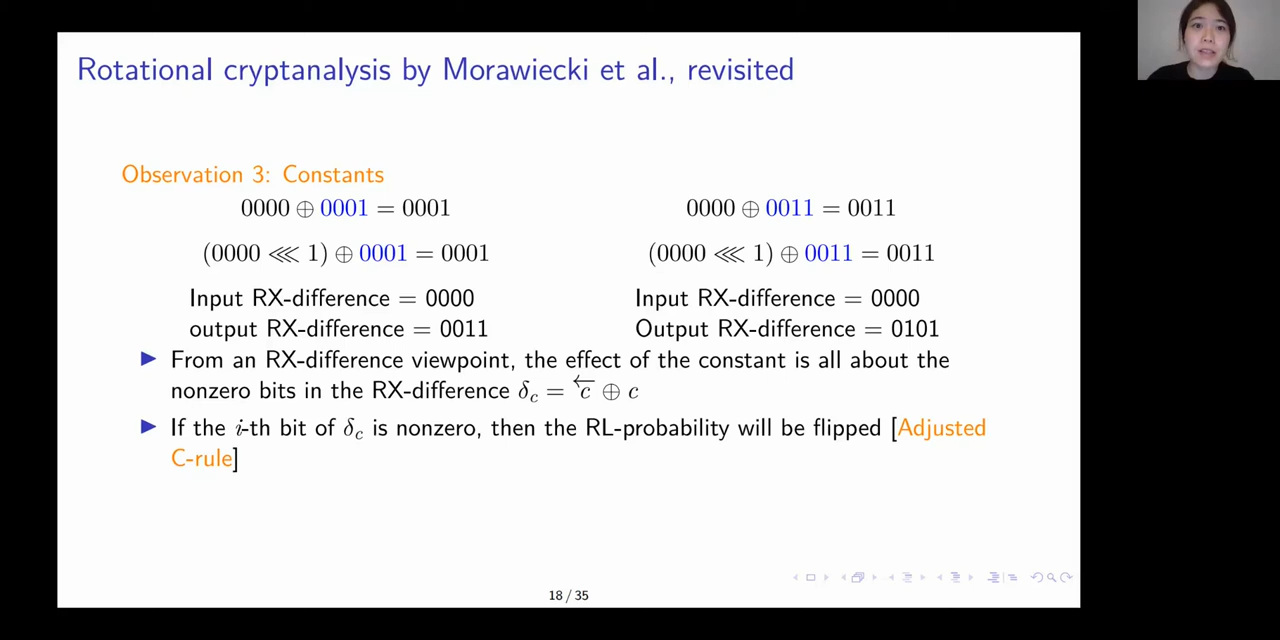 Rotational cryptanalysis by Morawiecki et al., revisited
Observation 3: Constants
0000 ⊕ 0001 = 0001
0000 ⊕ 0011 = 0011
(0000 ⋘ 1) ⊕ 0001 = 0001
(0000 ⋘ 1) ⊕ 0011 = 0011
Input RX-difference = 0000
Input RX-difference = 0000
output RX-difference = 0011
Output RX-difference = 0101
From an RX-difference viewpoint, the effect of the constant is all about the
nonzero bits in the RX-difference δc = ←c ⊕ c
If the i-th bit of δc is nonzero, then the RL-probability will be flipped [Adjusted
C-rule]
18 / 35